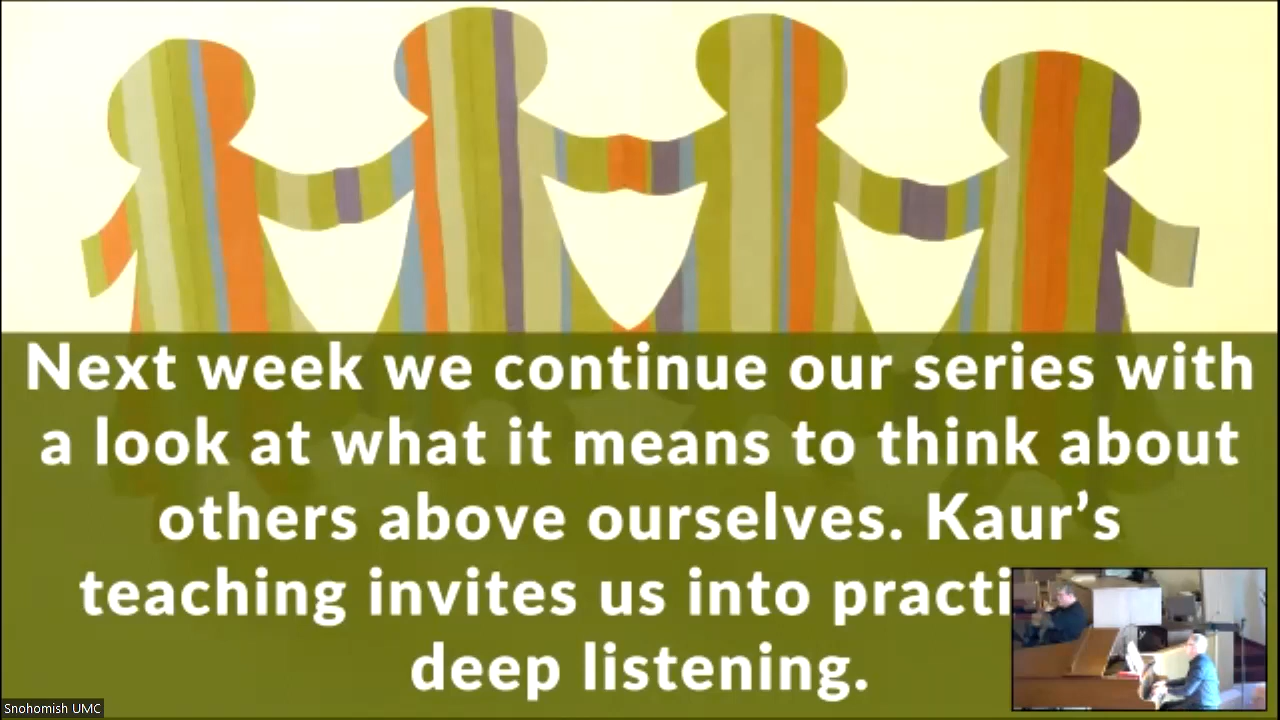 Next week we continue our series with
a look at what it means to think about
others above ourselves. Kaur’s
teaching invites us into
deep listening.
Snohomish UMC